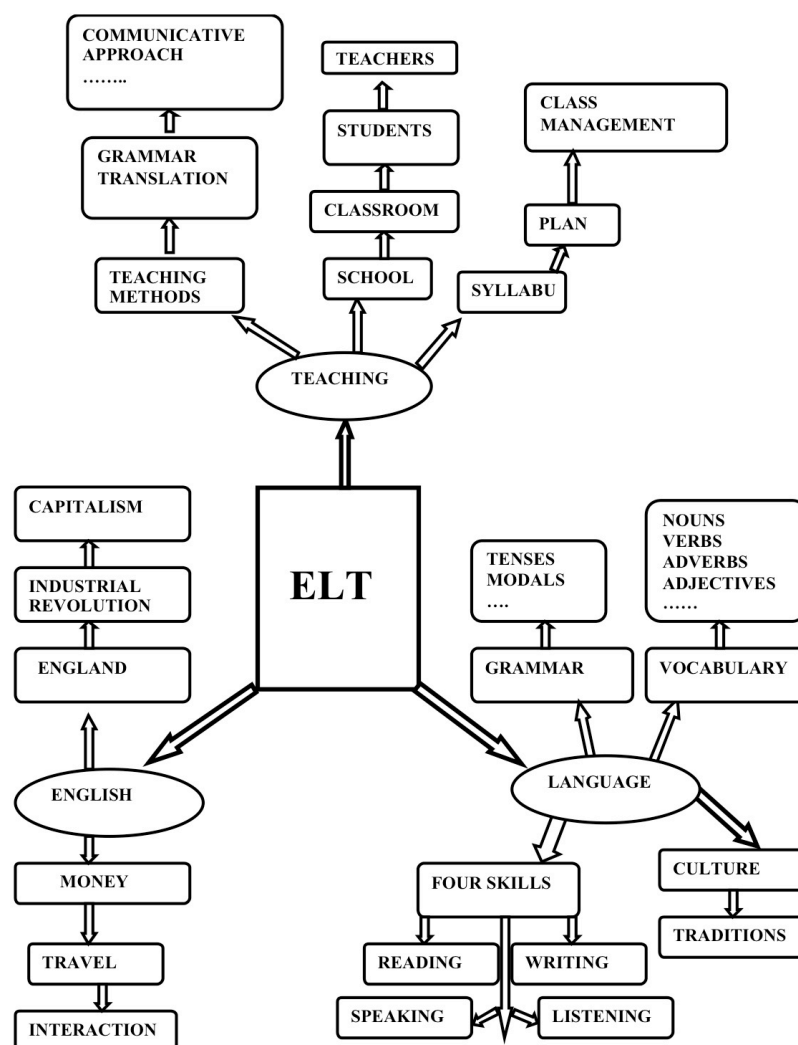 COMMUNICATIVE
APPROACH
……..
TEACHERS
CLASS
MANAGEMENT
STUDENTS
GRAMMAR
TRANSLATION
CLASSROOM
PLAN
TEACHING
METHODS
SCHOOL
SYLLABU
TEACHING
CAPITALISM
INDUSTRIAL
REVOLUTION
ENGLAND
ELT
TENSES
MODALS
….
NOUNS
VERBS
ADVERBS
ADJECTIVES
……
GRAMMAR
VOCABULARY
ENGLISH
LANGUAGE
MONEY
TRAVEL
INTERACTION
FOUR SKILLS
CULTURE
TRADITIONS
READING
WRITING
SPEAKING
LISTENING